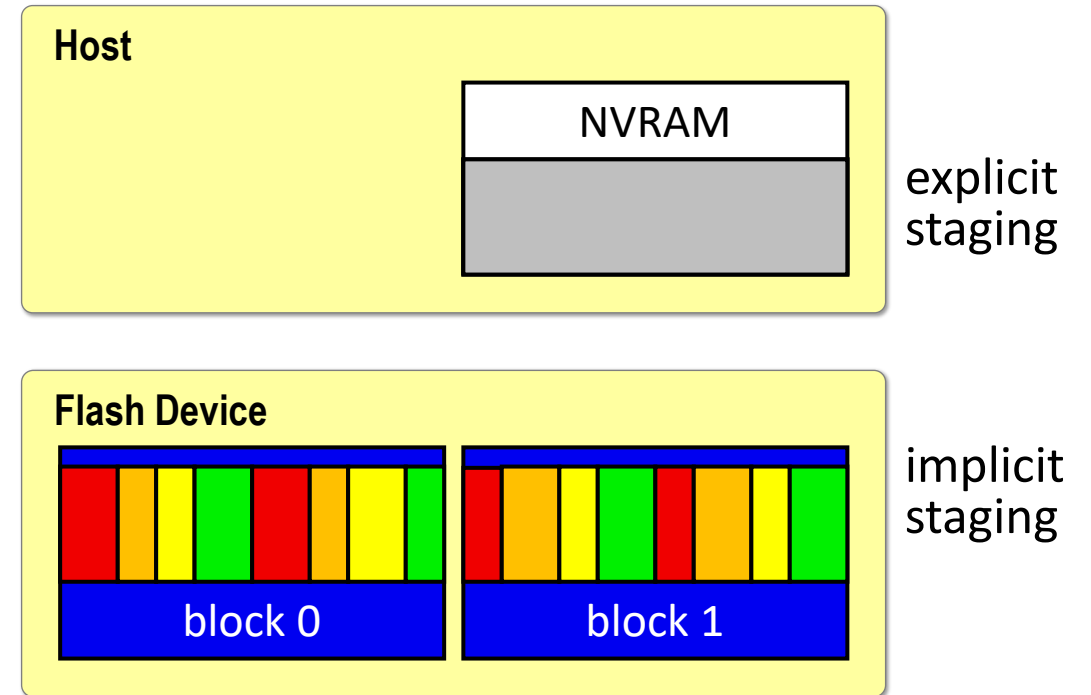 Host
NVRAM
explicit
staging
Flash Device
implicit
staging
block 0
block 1